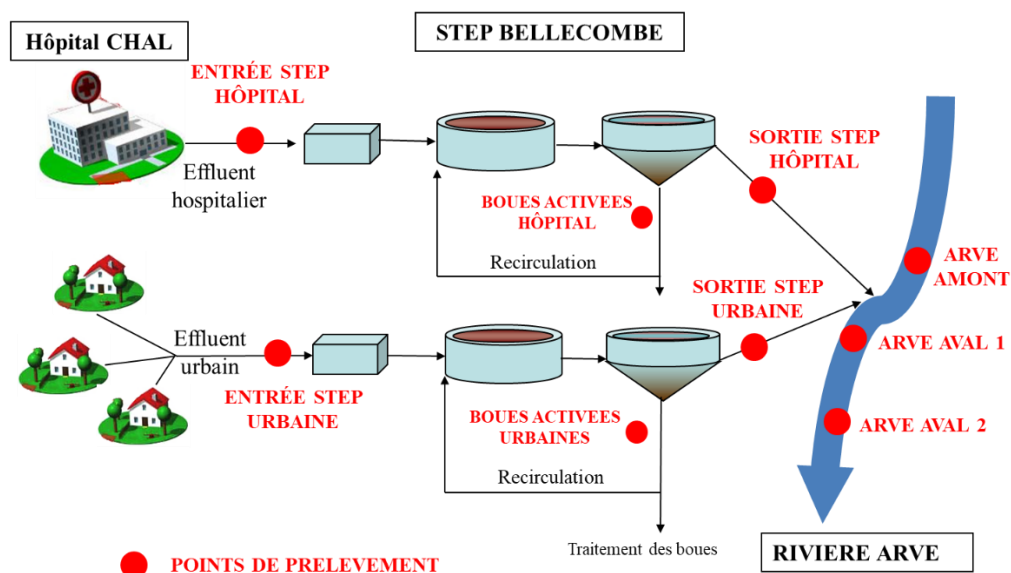 Hôpital CHAL
STEP BELLECOMBE
ENTRÉE STEP
HÔPITAL
Effluent
hospitalier
SORTIE STEP
HÔPITAL
BOUES ACTIVEES
HÔPITAL
Recirculation
ARVE
AMONT
SORTIE STEP
URBAINE
Effluent
urbain
ENTRÉE STEP
URBAINE
ARVE AVAL 1
BOUES ACTIVEES
URBAINES
ARVE AVAL 2
Recirculation
Traitement des boues
RIVIERE ARVE
POINTS DE PRELEVEMENT